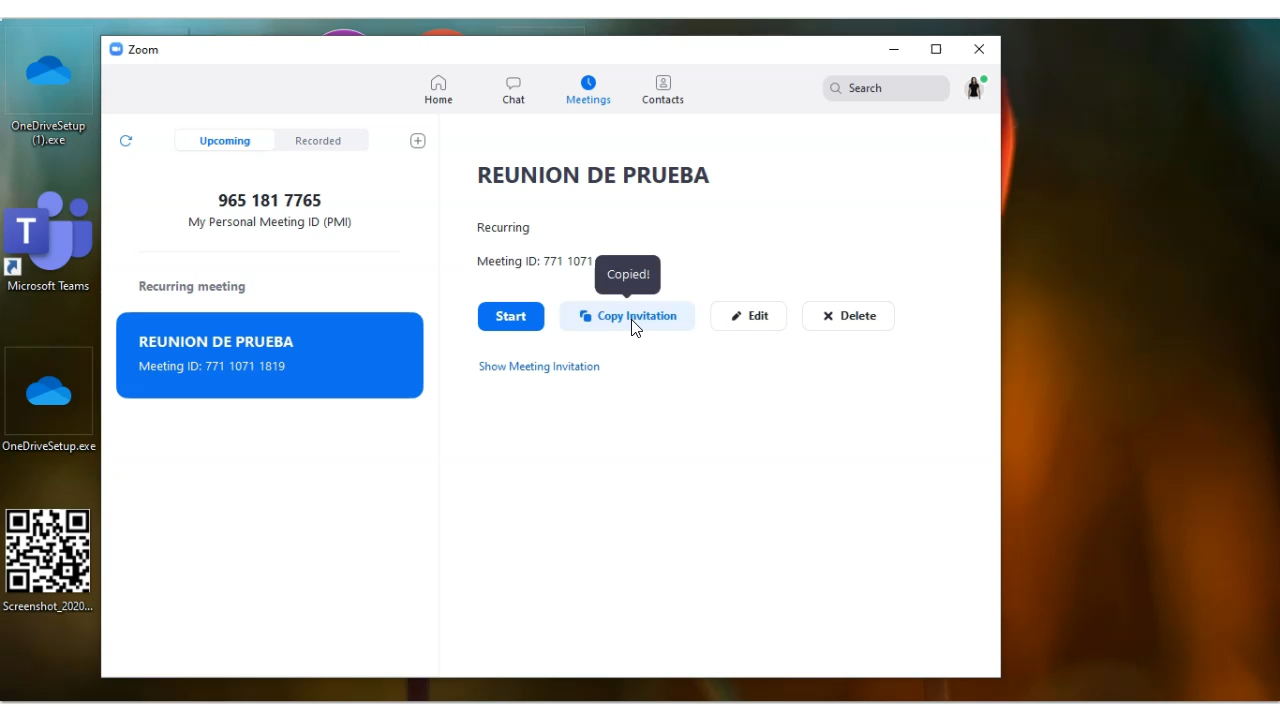 OneDriveSetup
(1).exe
Microsoft Teams
OneDriveSetup.exe
Screenshot_2020...
Zoom
Home
Chat
Meetings
Contacts
Search
Upcoming
Recorded
965 181 7765
My Personal Meeting ID (PMI)
Recurring meeting
REUNION DE PRUEBA
Meeting ID: 771 1071 1819
REUNION DE PRUEBA
Recurring
Meeting ID: 771 1071
Copied!
Start
Copy Invitation
Edit
Delete
Show Meeting Invitation